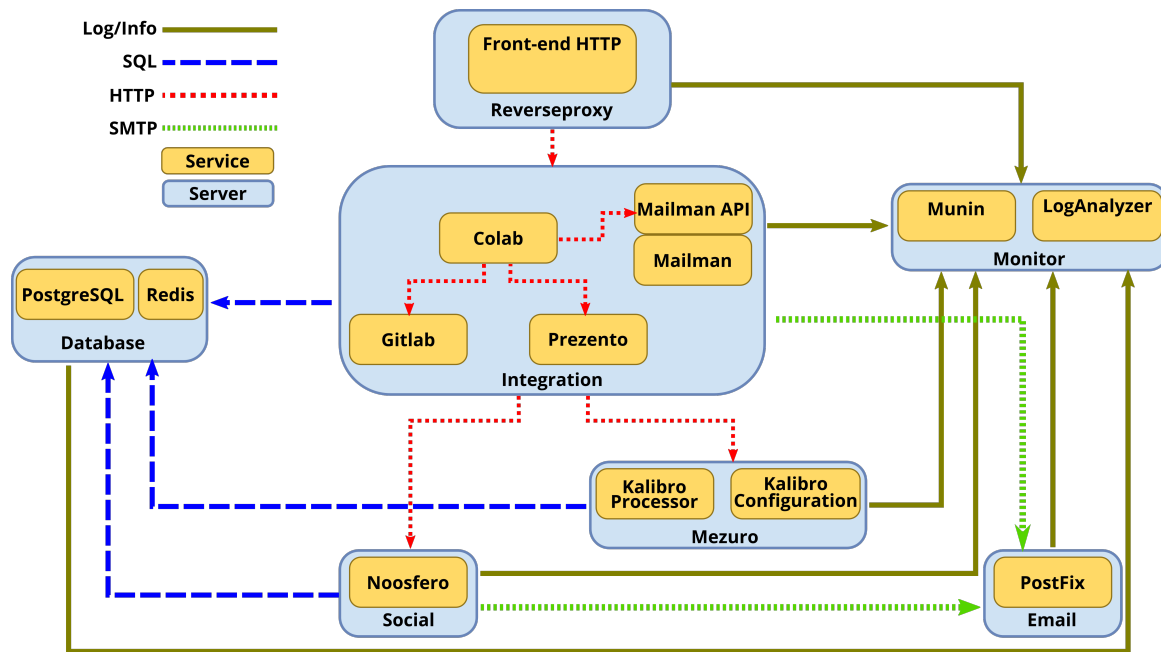 Log/Info
SQL
HTTP
SMTP
Service
Server
Front-end HTTP
Reverseproxy
Mailman API
Colab
Mailman
Gitlab
Prezento
Integration
Munin
LogAnalyzer
Monitor
PostgreSQL
Redis
Database
Kalibro
Processor
Kalibro
Configuration
Mezuro
Noosfero
Social
PostFix
Email